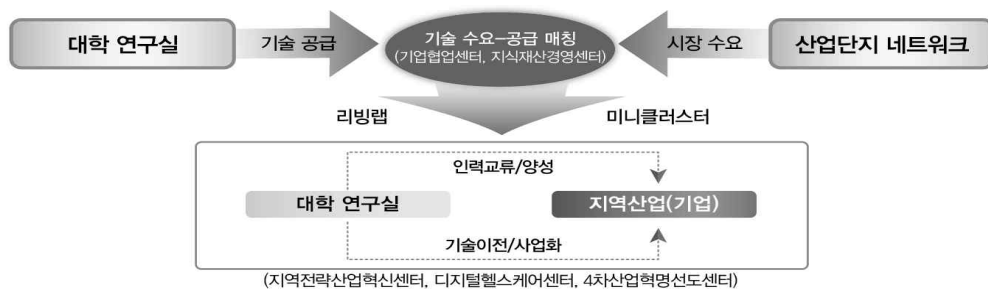 대학 연구실
기술 공급
기술 수요-공급 매칭
(기업협업센터, 지식재산경영센터)
시장 수요
산업단지 네트워크
리빙랩
미니클러스터
인력교류/양성
대학 연구실
지역산업(기업)
기술이전/사업화
(지역전략산업혁신센터, 디지털헬스케어센터, 4차산업혁명선도센터)